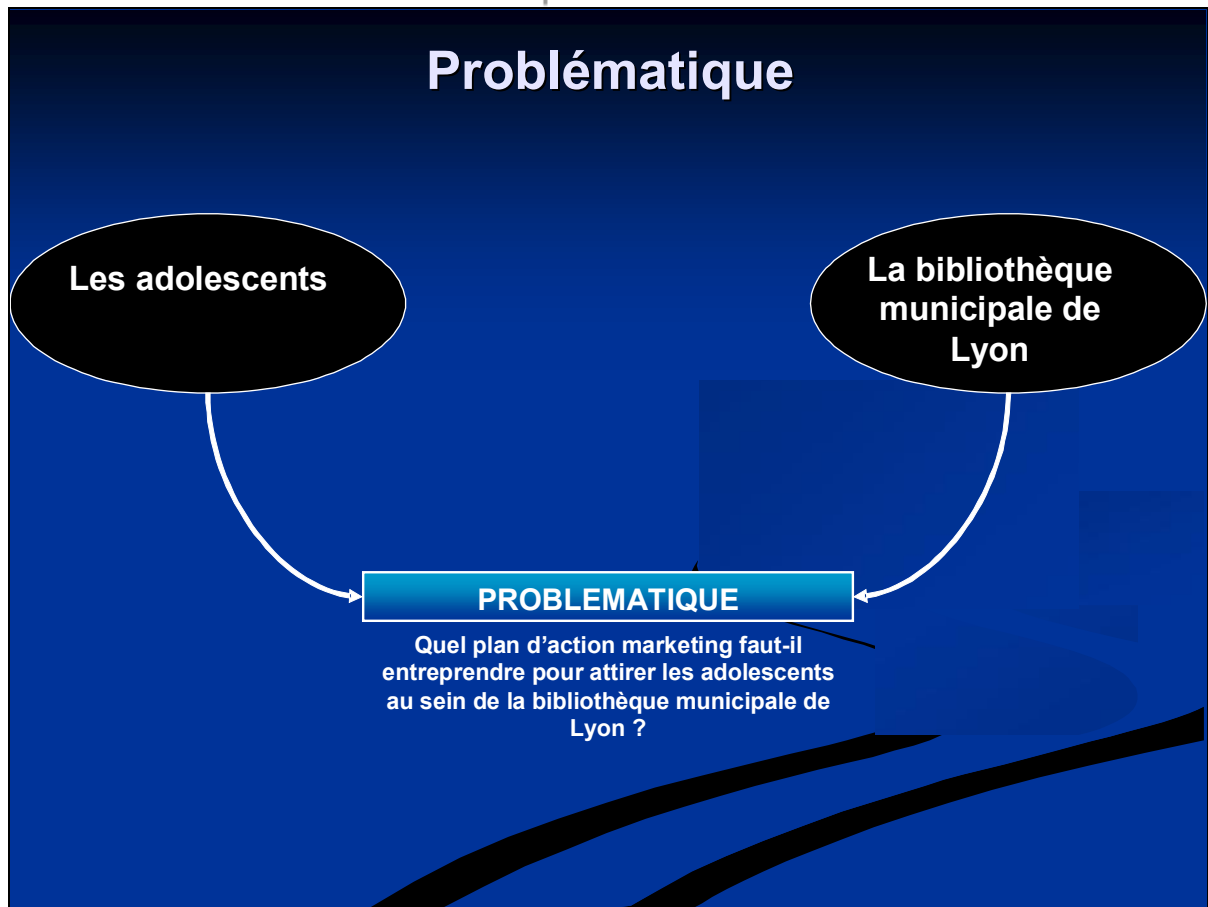 Problématique
Les adolescents
La bibliothèque
municipale de
Lyon
PROBLEMATIQUE
Quel plan d’action marketing faut-il
entreprendre pour attirer les adolescents
au sein de la bibliothèque municipale de
Lyon ?